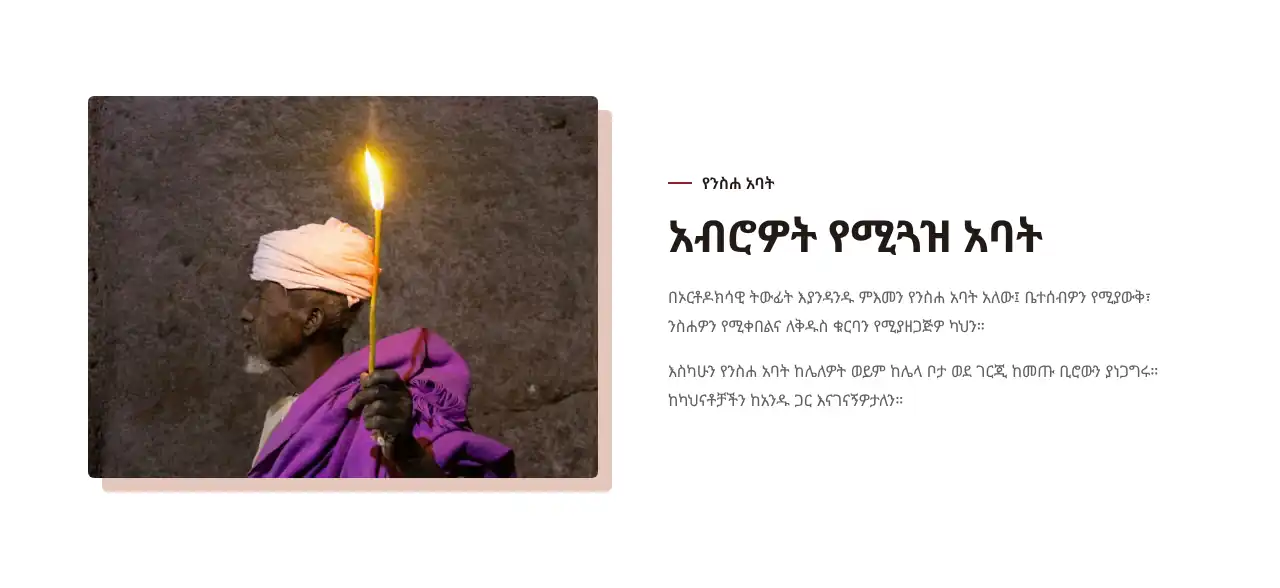 የንስሐ አባት
አብሮዎት የሚጓዝ አባት
በኦርቶዶክሳዊ ትውፊት እያንዳንዱ ምእመን የንስሐ አባት አለው፤ ቤተሰብዎን የሚያውቅ፣
ንስሐዎን የሚቀበልና ለቅዱስ ቁርባን የሚያዘጋጅዎ ካህን።
እስካሁን የንስሐ አባት ከሌለዎት ወይም ከሌላ ቦታ ወደ ገርጂ ከመጡ ቢሮውን ያነጋግሩ።
ከካህናቶቻችን ከአንዱ ጋር እናገናኝዎታለን።